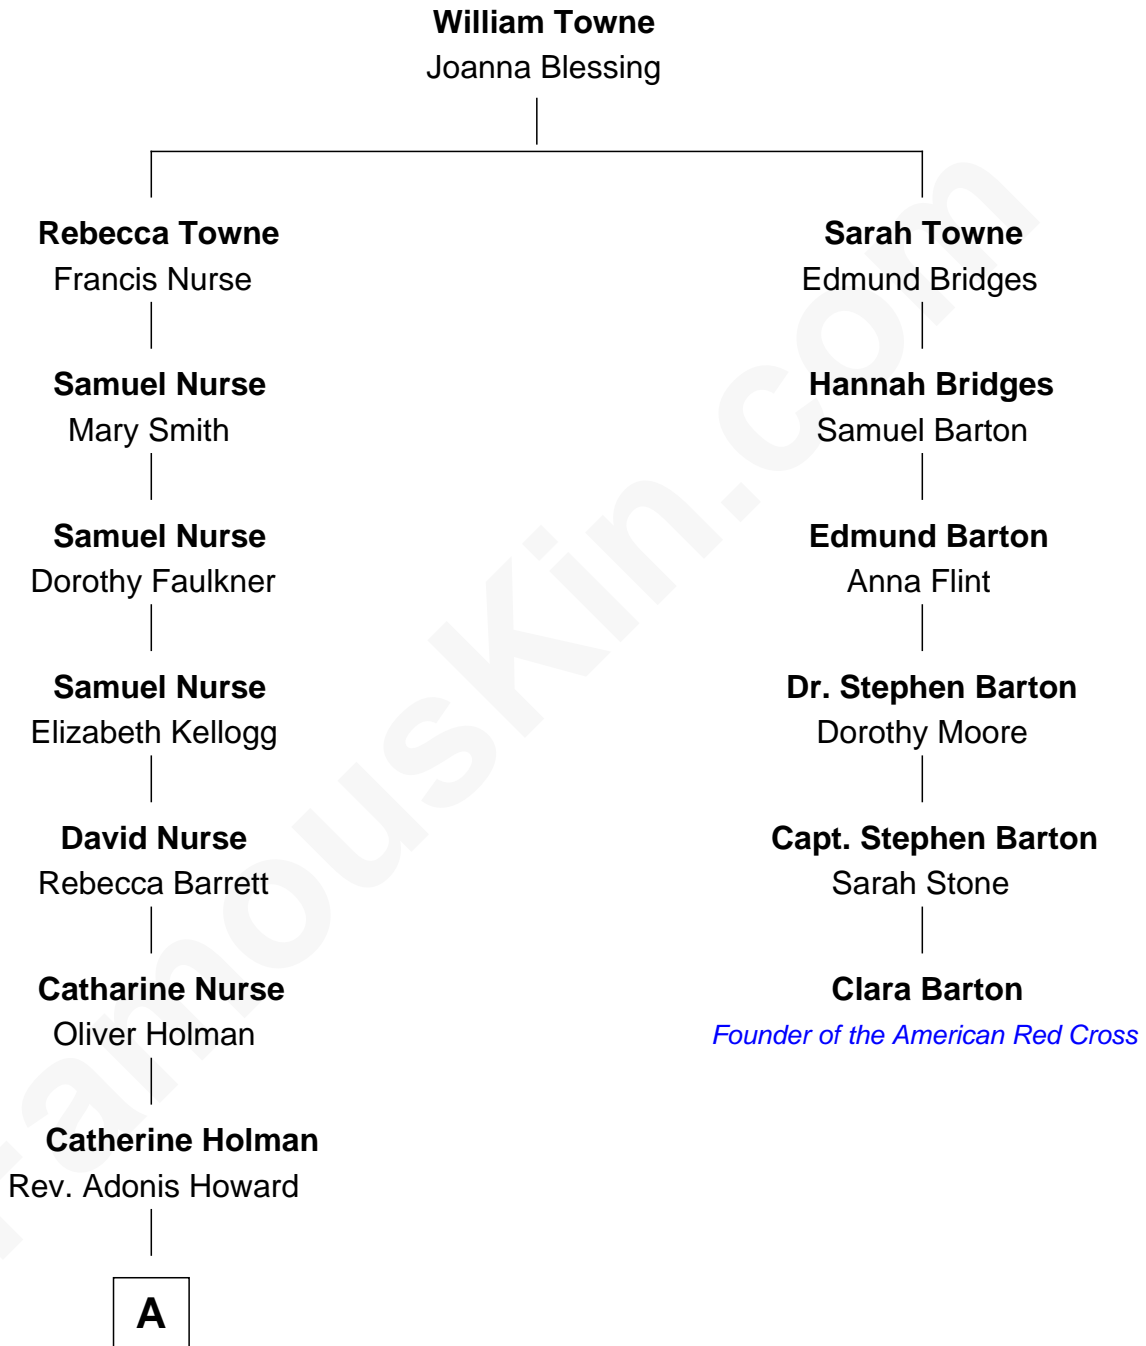 William Towne
Joanna Blessing
Rebecca Towne
Francis Nurse
Samuel Nurse
Mary Smith
Samuel Nurse
Dorothy Faulkner
Samuel Nurse
Elizabeth Kellogg
David Nurse
Rebecca Barrett
Catharine Nurse
Oliver Holman
Catherine Holman
Rev. Adonis Howard
A
Sarah Towne
Edmund Bridges
Hannah Bridges
Samuel Barton
Edmund Barton
Anna Flint
Dr. Stephen Barton
Dorothy Moore
Capt. Stephen Barton
Sarah Stone
Clara Barton
Founder of the American Red Cross
FamousKin.com